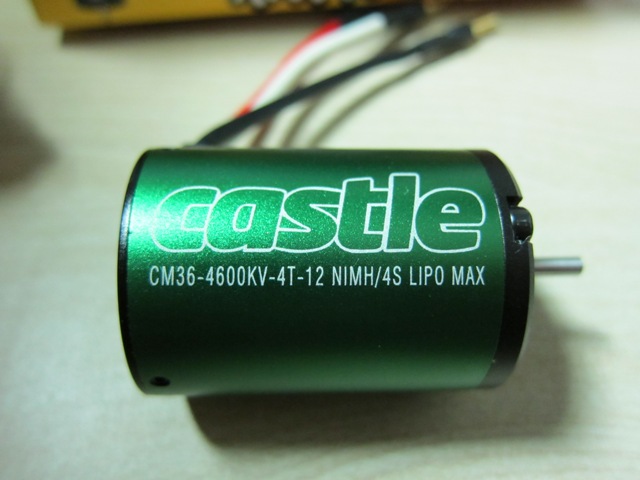 castle
CM36-4600KV-4T-12 NIMH/4S LIPO MAX